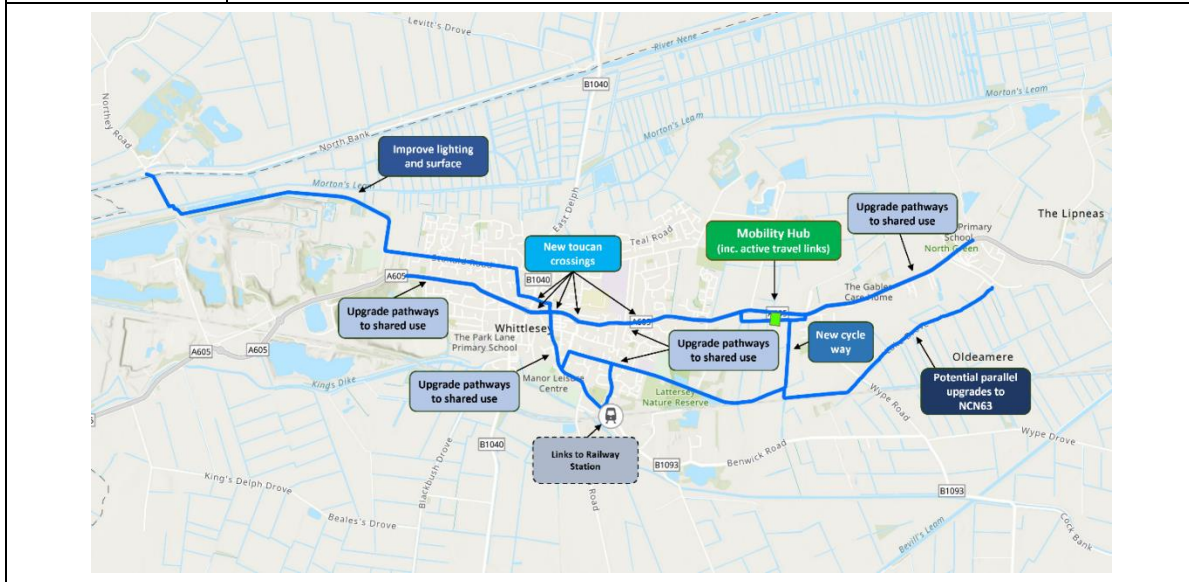 Levitt's Drove
River Nene
B1040
Northey Road
North Bank
Morton's Leam
Improve lighting
and surface
Morton's Leam
Morton's Leam
East Delph
Teal Road
Upgrade pathways
to shared use
The Lipneas
Primary
School
North Green
Mobility Hub
(inc. active travel links)
New toucan
crossings
Stonald Road
B1040
A605
The Gables
Care Home
A605
Upgrade pathways
to shared use
Whittlesey
The Park Lane
Primary School
Upgrade pathways
to shared use
New cycle
way
Oldeamere
A605
A605
King's Dike
Upgrade pathways
to shared use
Manor Leisure
Centre
Lattersey
Nature Reserve
Potential parallel
upgrades to
NCN63
Wype Road
Wype Drove
Links to Railway
Station
B1040
Blackbush Drove
Benwick Road
B1093
Road
King's Delph Drove
Beales's Drove
B1093
Cock Bank
Bevill's Leam